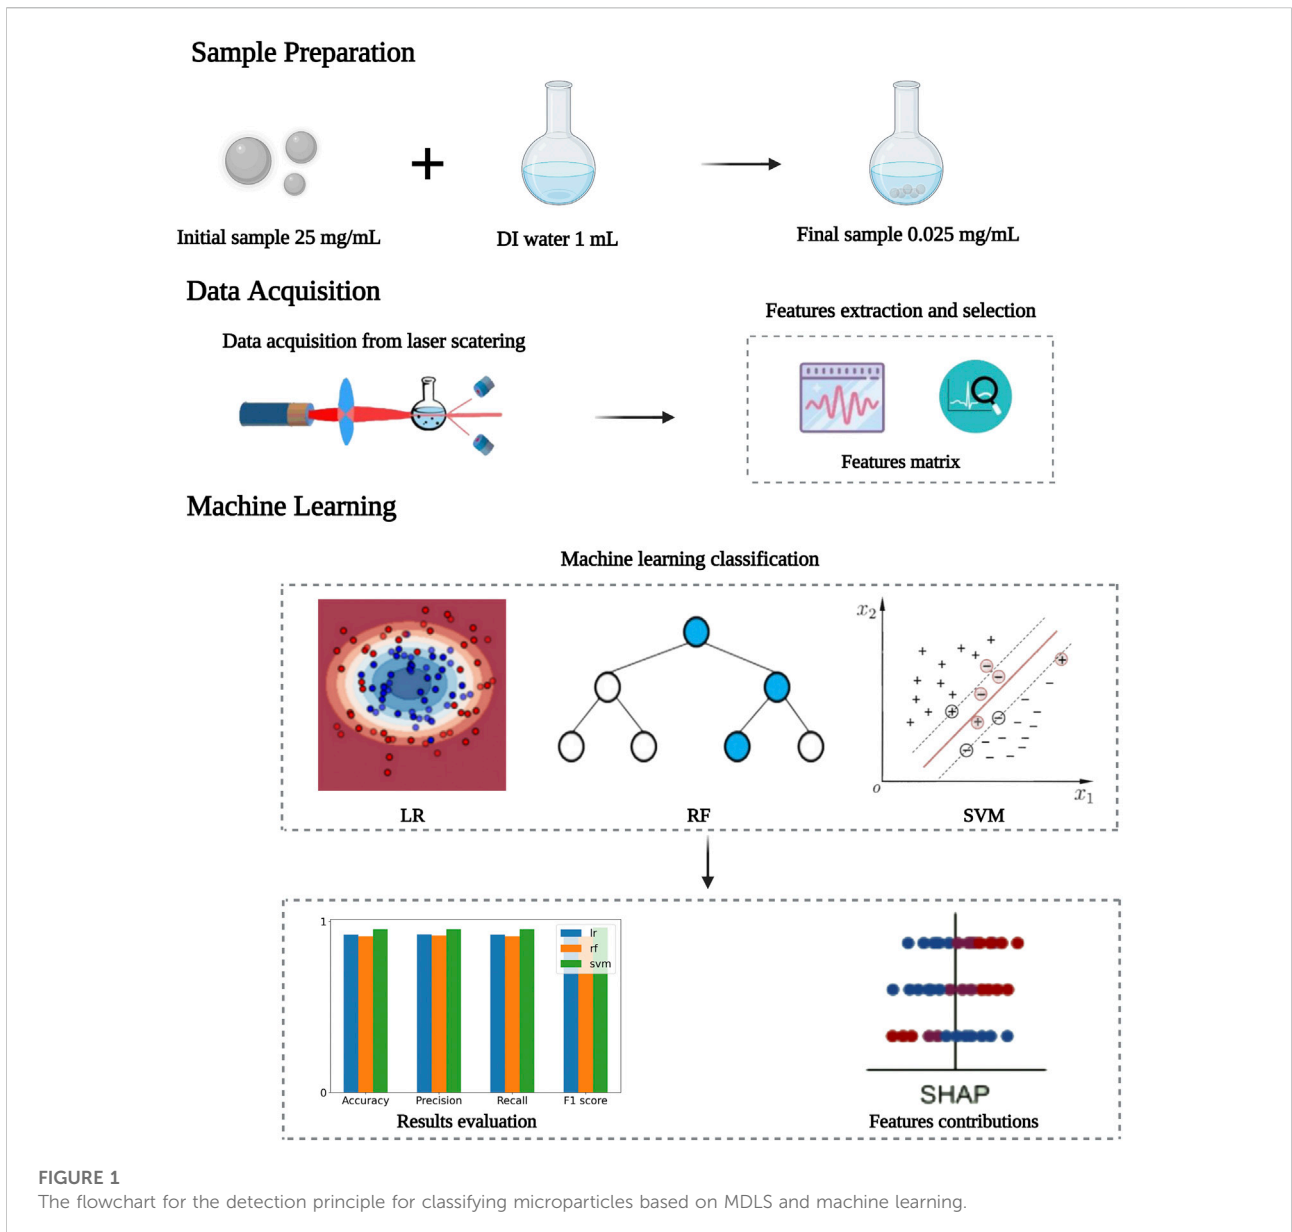 Sample Preparation
Initial sample 25 mg/mL
DI water 1 mL
Final sample 0.025 mg/mL
Data Acquisition
Data acquisition from laser scatering
Features extraction and selection
Features matrix
Machine Learning
Machine learning classification
LR
RF
x2
o
x1
SVM
1
0
lr
rf
svm
Accuracy
Precision
Recall
F1 score
Results evaluation
SHAP
Features contributions
FIGURE 1
The flowchart for the detection principle for classifying microparticles based on MDLS and machine learning.